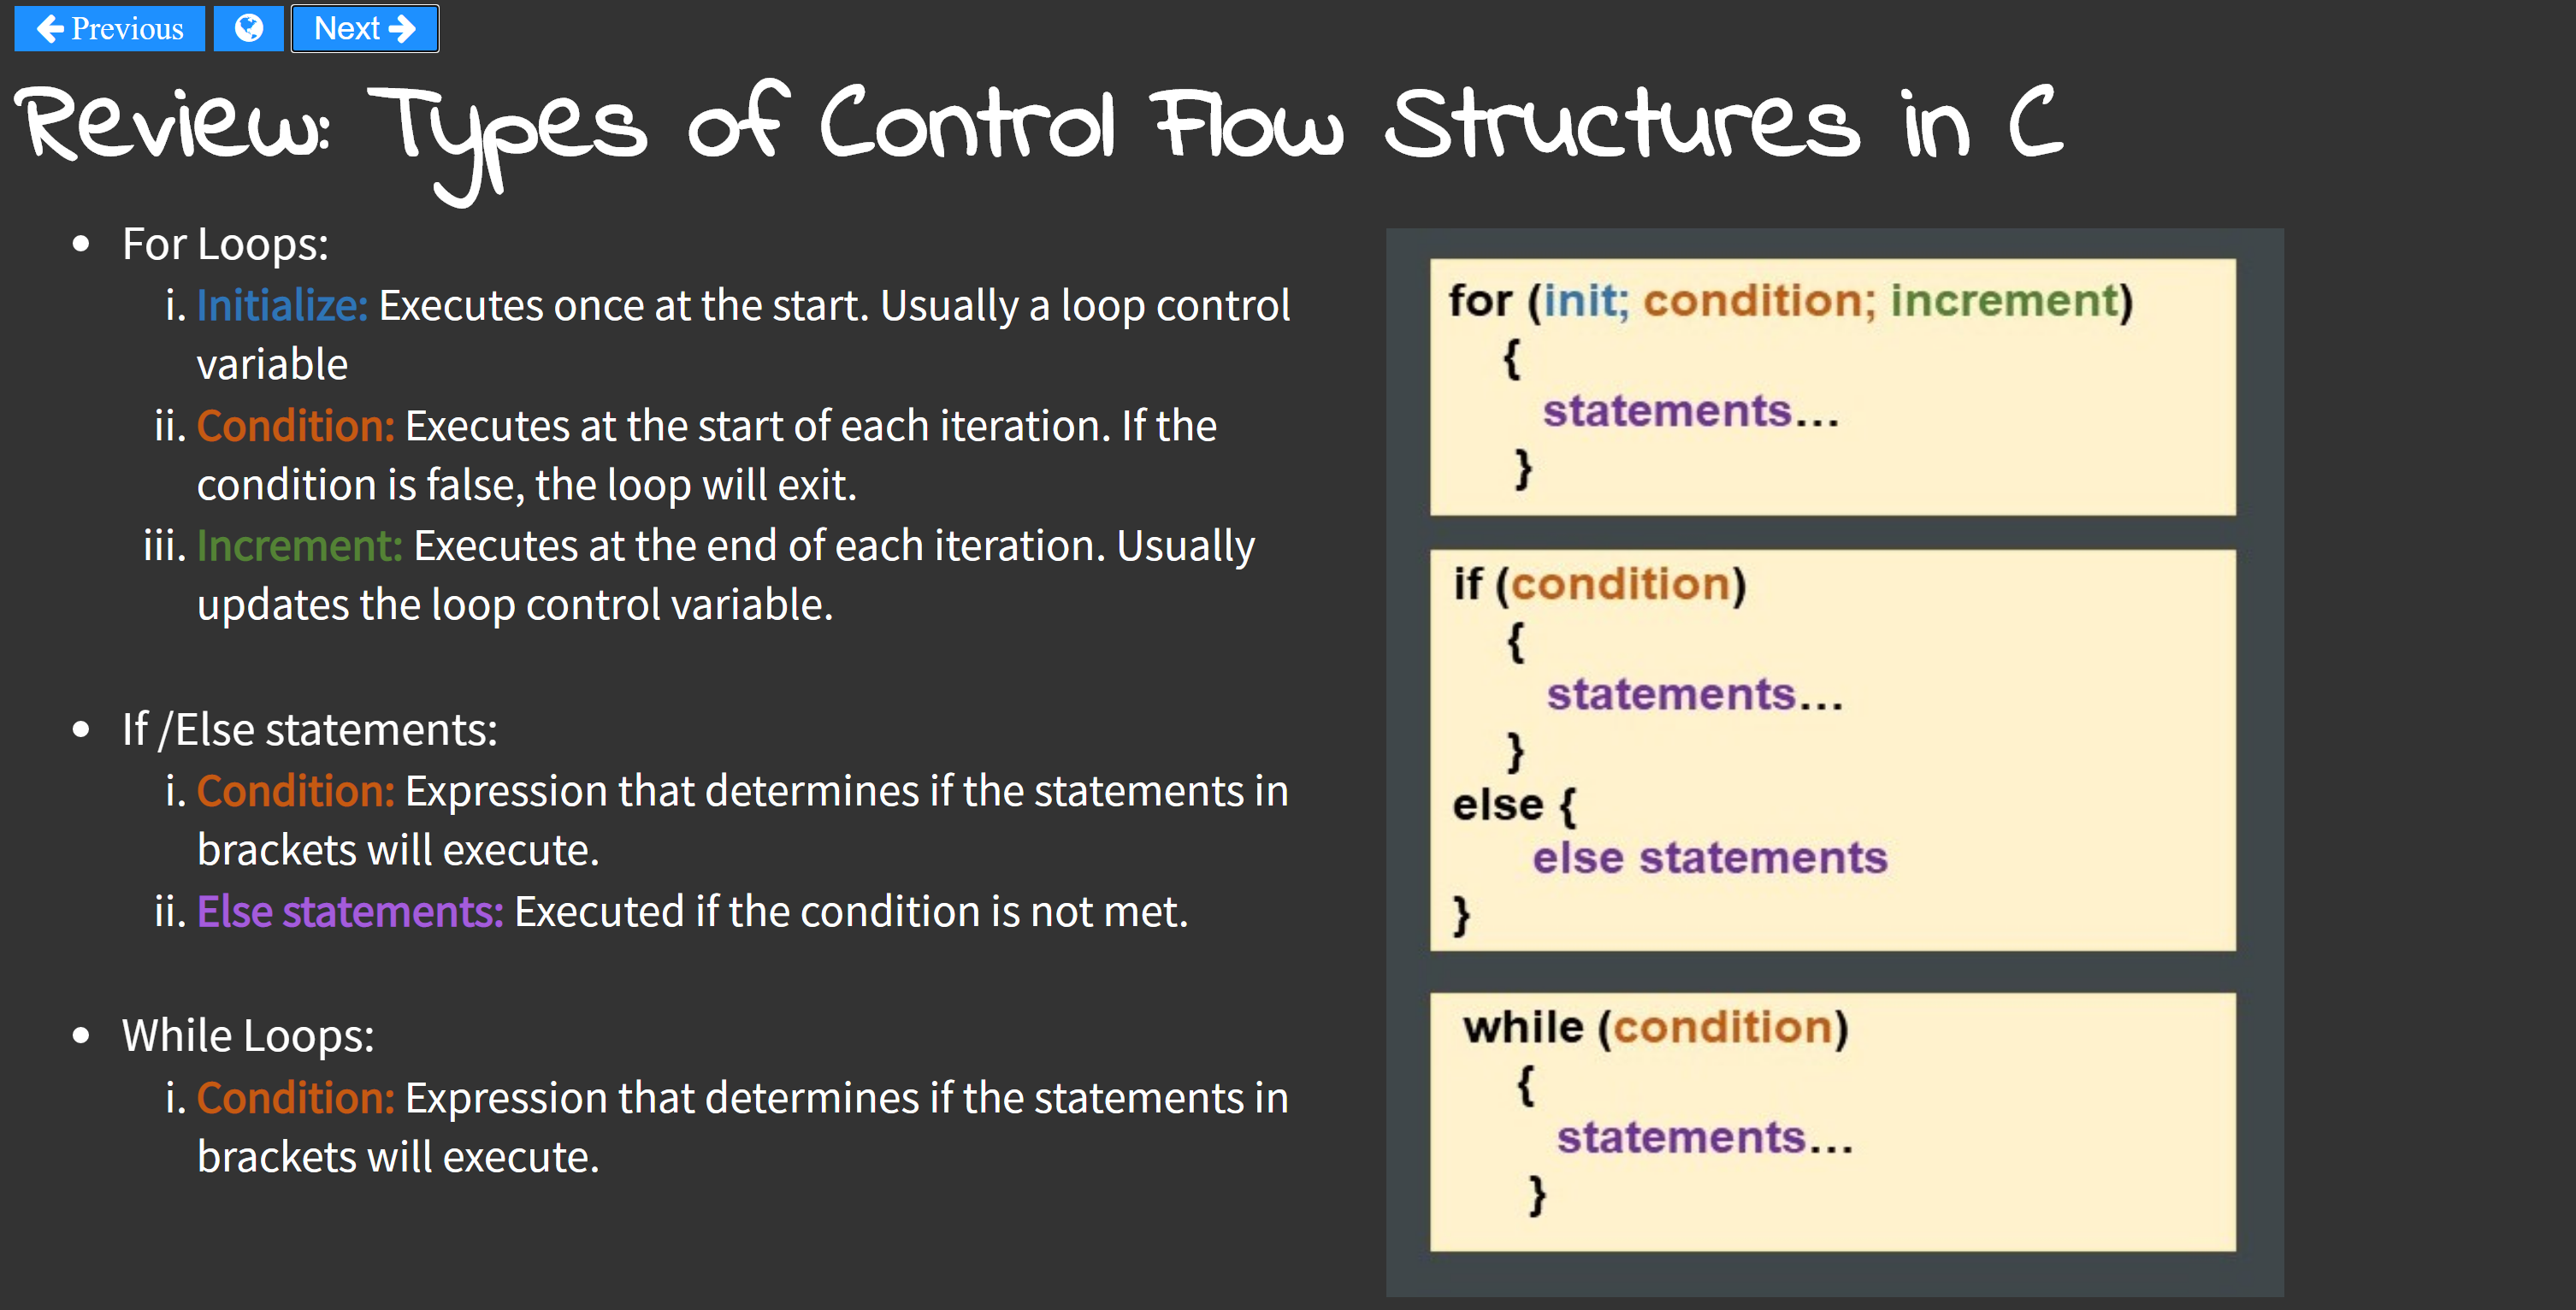 Previous
Next
Review: Types of Control Flow Structures in C
• For Loops:
i. Initialize: Executes once at the start. Usually a loop control
variable
ii. Condition: Executes at the start of each iteration. If the
condition is false, the loop will exit.
iii. Increment: Executes at the end of each iteration. Usually
updates the loop control variable.
• If /Else statements:
i. Condition: Expression that determines if the statements in
brackets will execute.
ii. Else statements: Executed if the condition is not met.
• While Loops:
i. Condition: Expression that determines if the statements in
brackets will execute.
for (init; condition; increment)
{
statements...
}
if (condition)
{
statements...
}
else {
else statements
}
while (condition)
{
statements...
}